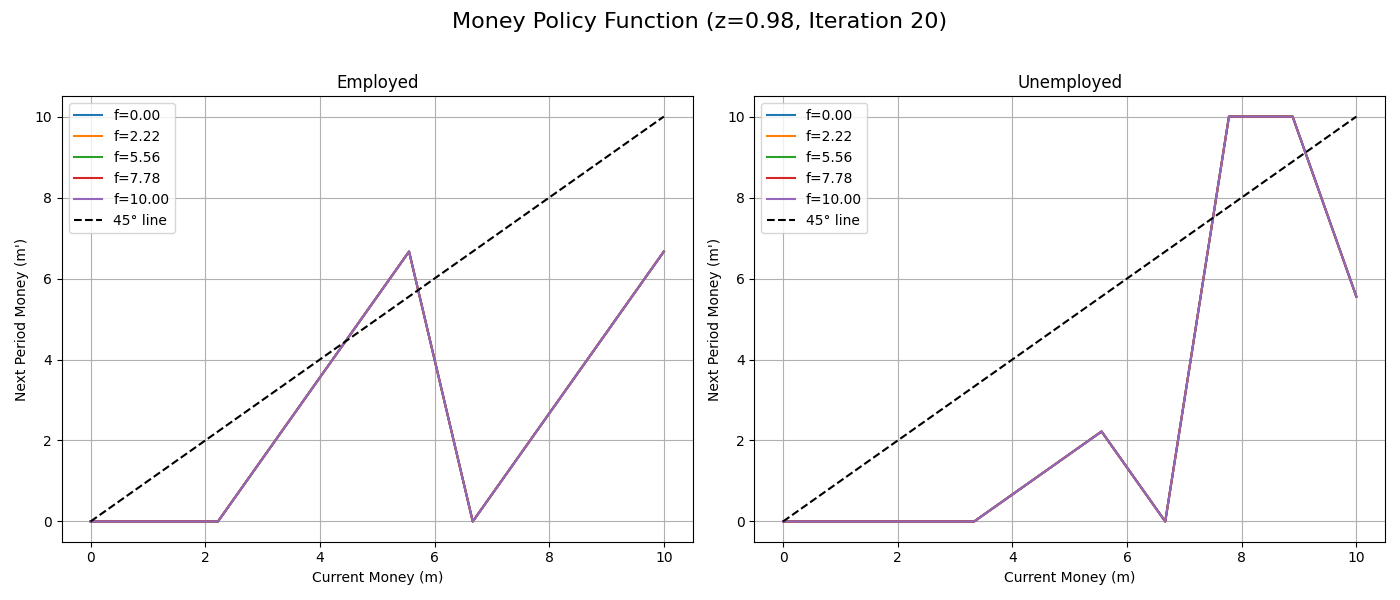 Money Policy Function (z=0.98, Iteration 20)
Employed
f=0.00
f=2.22
f=5.56
f=7.78
f=10.00
45° line
Next Period Money (m')
10
8
6
4
2
0
0 2 4 6 8 10
Current Money (m)
Unemployed
f=0.00
f=2.22
f=5.56
f=7.78
f=10.00
45° line
Next Period Money (m')
10
8
6
4
2
0
0 2 4 6 8 10
Current Money (m)